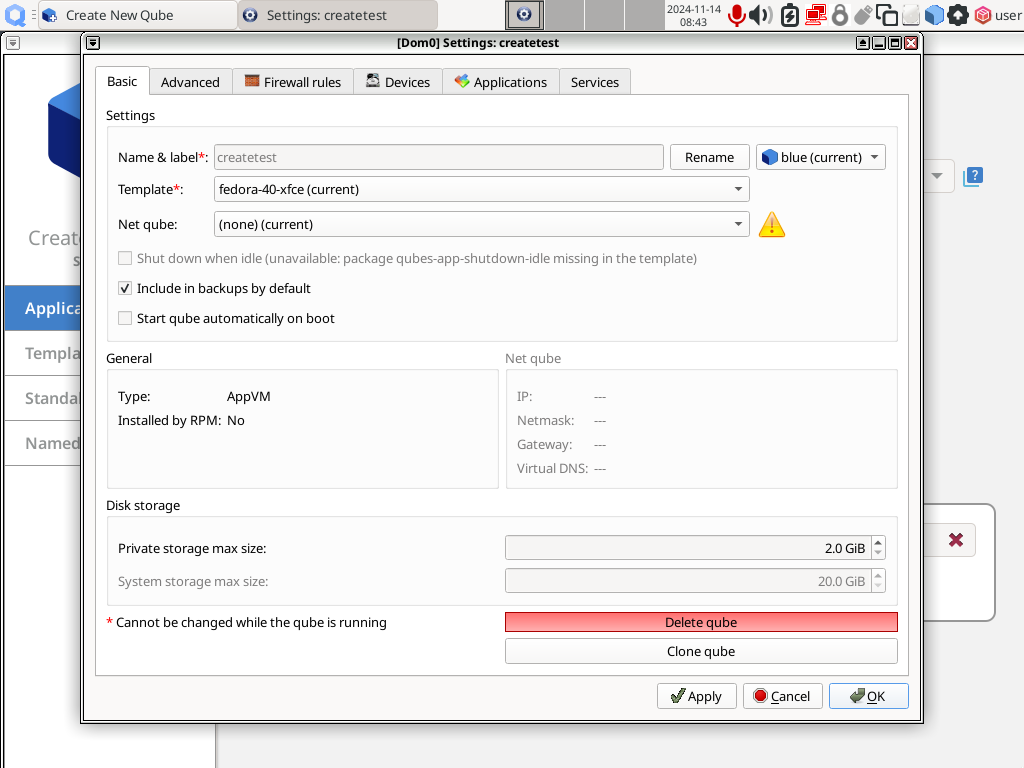 Create New Qube
Settings: createtest
2024-11-14
08:43
user
[Dom0] Settings: createtest
Basic
Advanced
Firewall rules
Devices
Applications
Services
Settings
Name & label*:
createtest
Rename
blue (current)
Template*:
fedora-40-xfce (current)
Net qube:
(none) (current)
Shut down when idle (unavailable: package qubes-app-shutdown-idle missing in the template)
Include in backups by default
Start qube automatically on boot
General
Net qube
Type: AppVM
Installed by RPM: No
IP: ---
Netmask: ---
Gateway: ---
Virtual DNS: ---
Disk storage
Private storage max size:
2.0 GiB
System storage max size:
20.0 GiB
* Cannot be changed while the qube is running
Delete qube
Clone qube
Apply
Cancel
OK
Create
Applica
Templa
Standa
Named
?